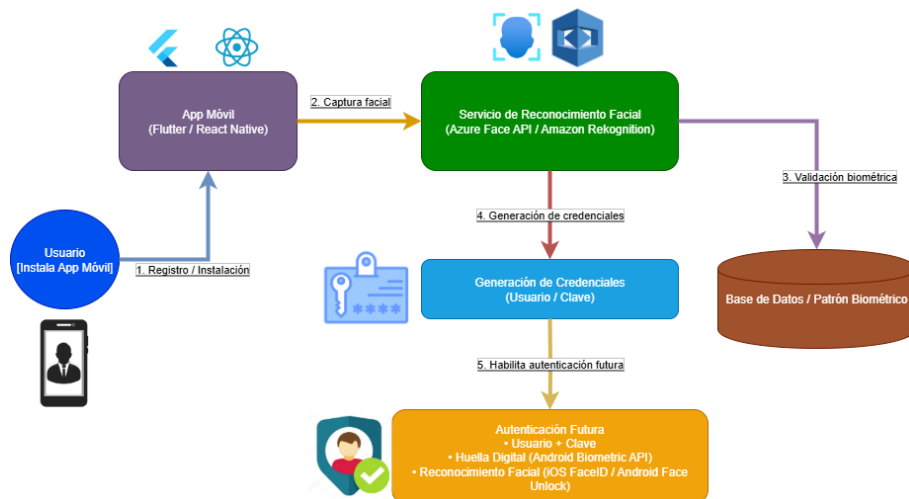 App Móvil
(Flutter / React Native)
2. Captura facial
Servicio de Reconocimiento Facial
(Azure Face API / Amazon Rekognition)
3. Validación biométrica
4. Generación de credenciales
Usuario
[Instala App Móvil]
1. Registro / Instalación
Generación de Credenciales
(Usuario / Clave)
Base de Datos / Patrón Biométrico
5. Habilita autenticación futura
Autenticación Futura
• Usuario + Clave
• Huella Digital (Android Biometric API)
• Reconocimiento Facial (iOS FaceID / Android Face
Unlock)